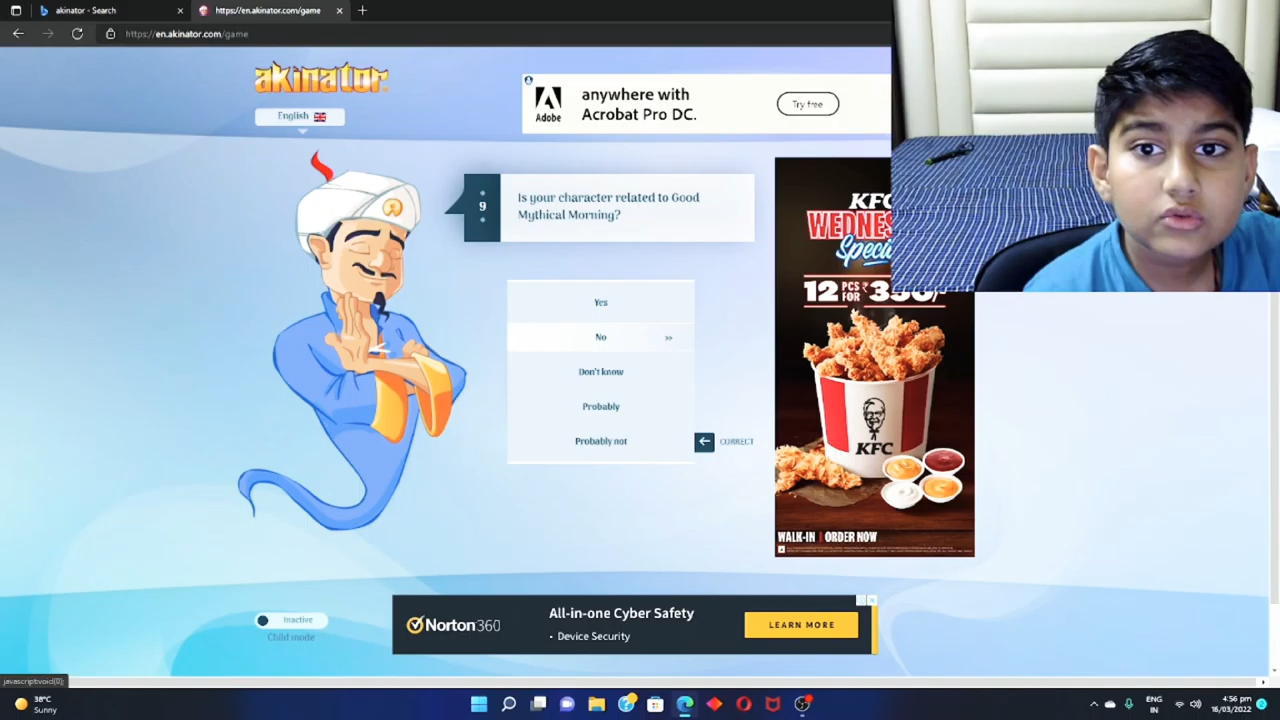 akinator - Search
https://en.akinator.com/game
https://en.akinator.com/game
akinator
English
Adobe
anywhere with
Acrobat Pro DC.
Try free
9
Is your character related to Good
Mythical Morning?
Yes
No
Don't know
Probably
Probably not
CORRECT
KFC
12 PCS FOR ₹
KFC
WALK-IN | ORDER NOW
Norton360
All-in-one Cyber Safety
- Device Security
LEARN MORE
Inactive
Child mode
javascript:void(0);
38°C
Sunny
ENG
IN
4:56 pm
16/03/2022